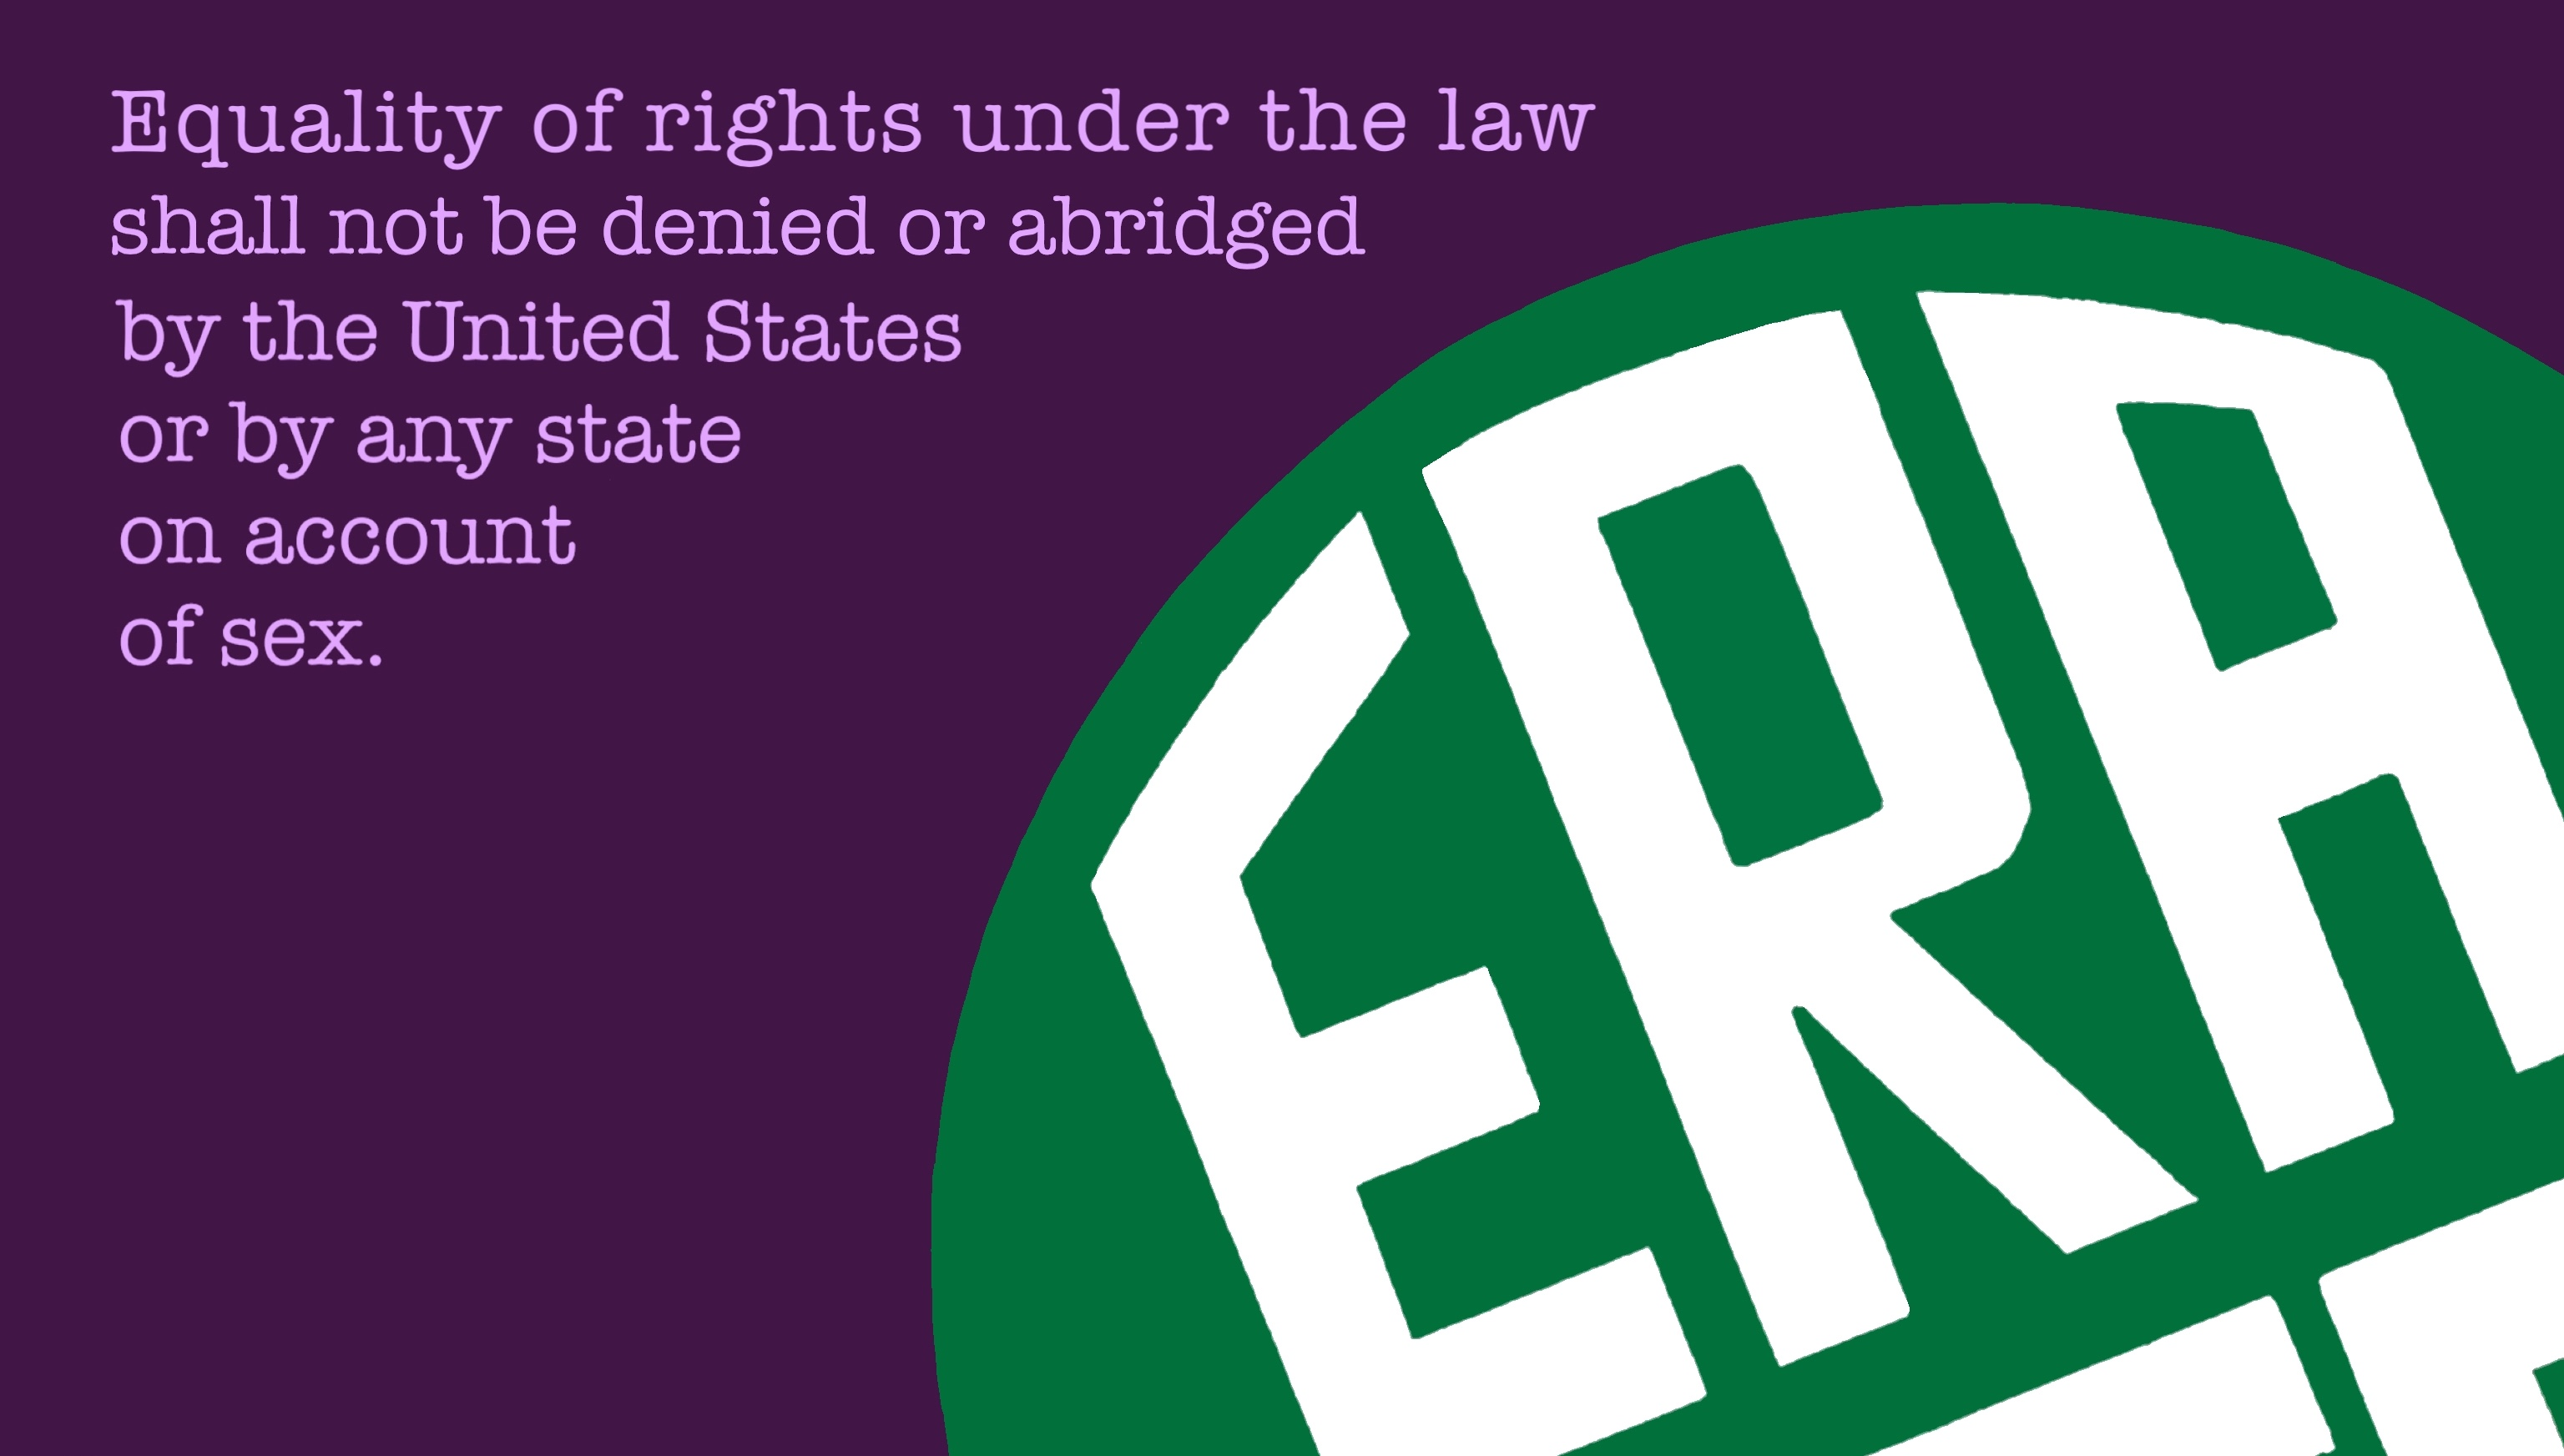 Equality of rights under the law
shall not be denied or abridged
by the United States
or by any state
on account
of sex.
ERA